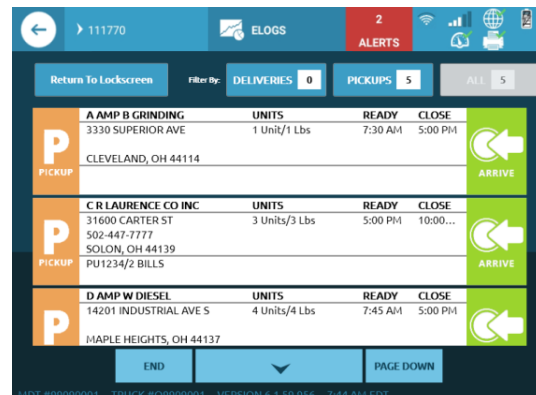 111770
ELOGS
2
ALERTS
Return To Lockscreen
Filter By:
DELIVERIES 0
PICKUPS 5
ALL 5
A AMP B GRINDING UNITS READY CLOSE
3330 SUPERIOR AVE 1 Unit/1 Lbs 7:30 AM 5:00 PM
CLEVELAND, OH 44114
P
PICKUP
ARRIVE
C R LAURENCE CO INC UNITS READY CLOSE
31600 CARTER ST 3 Units/3 Lbs 5:00 PM 10:00...
502-447-7777
SOLON, OH 44139
PU1234/2 BILLS
P
PICKUP
ARRIVE
D AMP W DIESEL UNITS READY CLOSE
14201 INDUSTRIAL AVE S 4 Units/4 Lbs 7:45 AM 5:00 PM
MAPLE HEIGHTS, OH 44137
P
END
PAGE DOWN